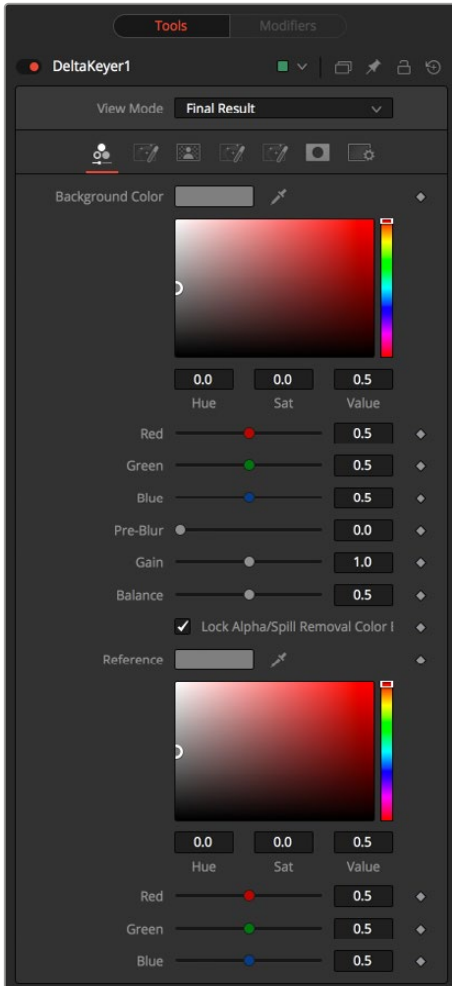 Tools Modifiers
DeltaKeyer1
View Mode Final Result
Background Color
0.0 0.0 0.5
Hue Sat Value
Red 0.5
Green 0.5
Blue 0.5
Pre-Blur 0.0
Gain 1.0
Balance 0.5
Lock Alpha/Spill Removal Color
Reference
0.0 0.0 0.5
Hue Sat Value
Red 0.5
Green 0.5
Blue 0.5